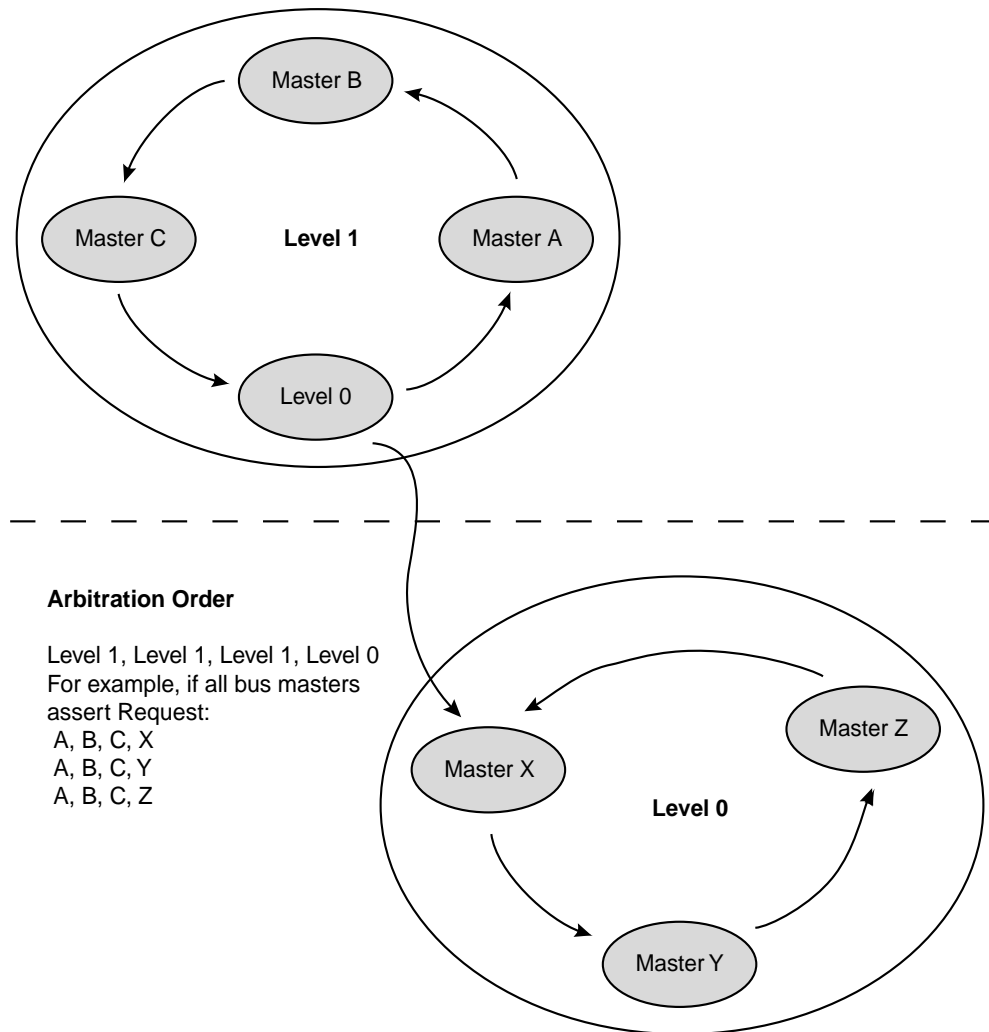 Master B
Master C
Level 1
Master A
Level 0
Arbitration Order
Level 1, Level 1, Level 1, Level 0
For example, if all bus masters
assert Request:
A, B, C, X
A, B, C, Y
A, B, C, Z
Master Z
Master X
Level 0
Master Y